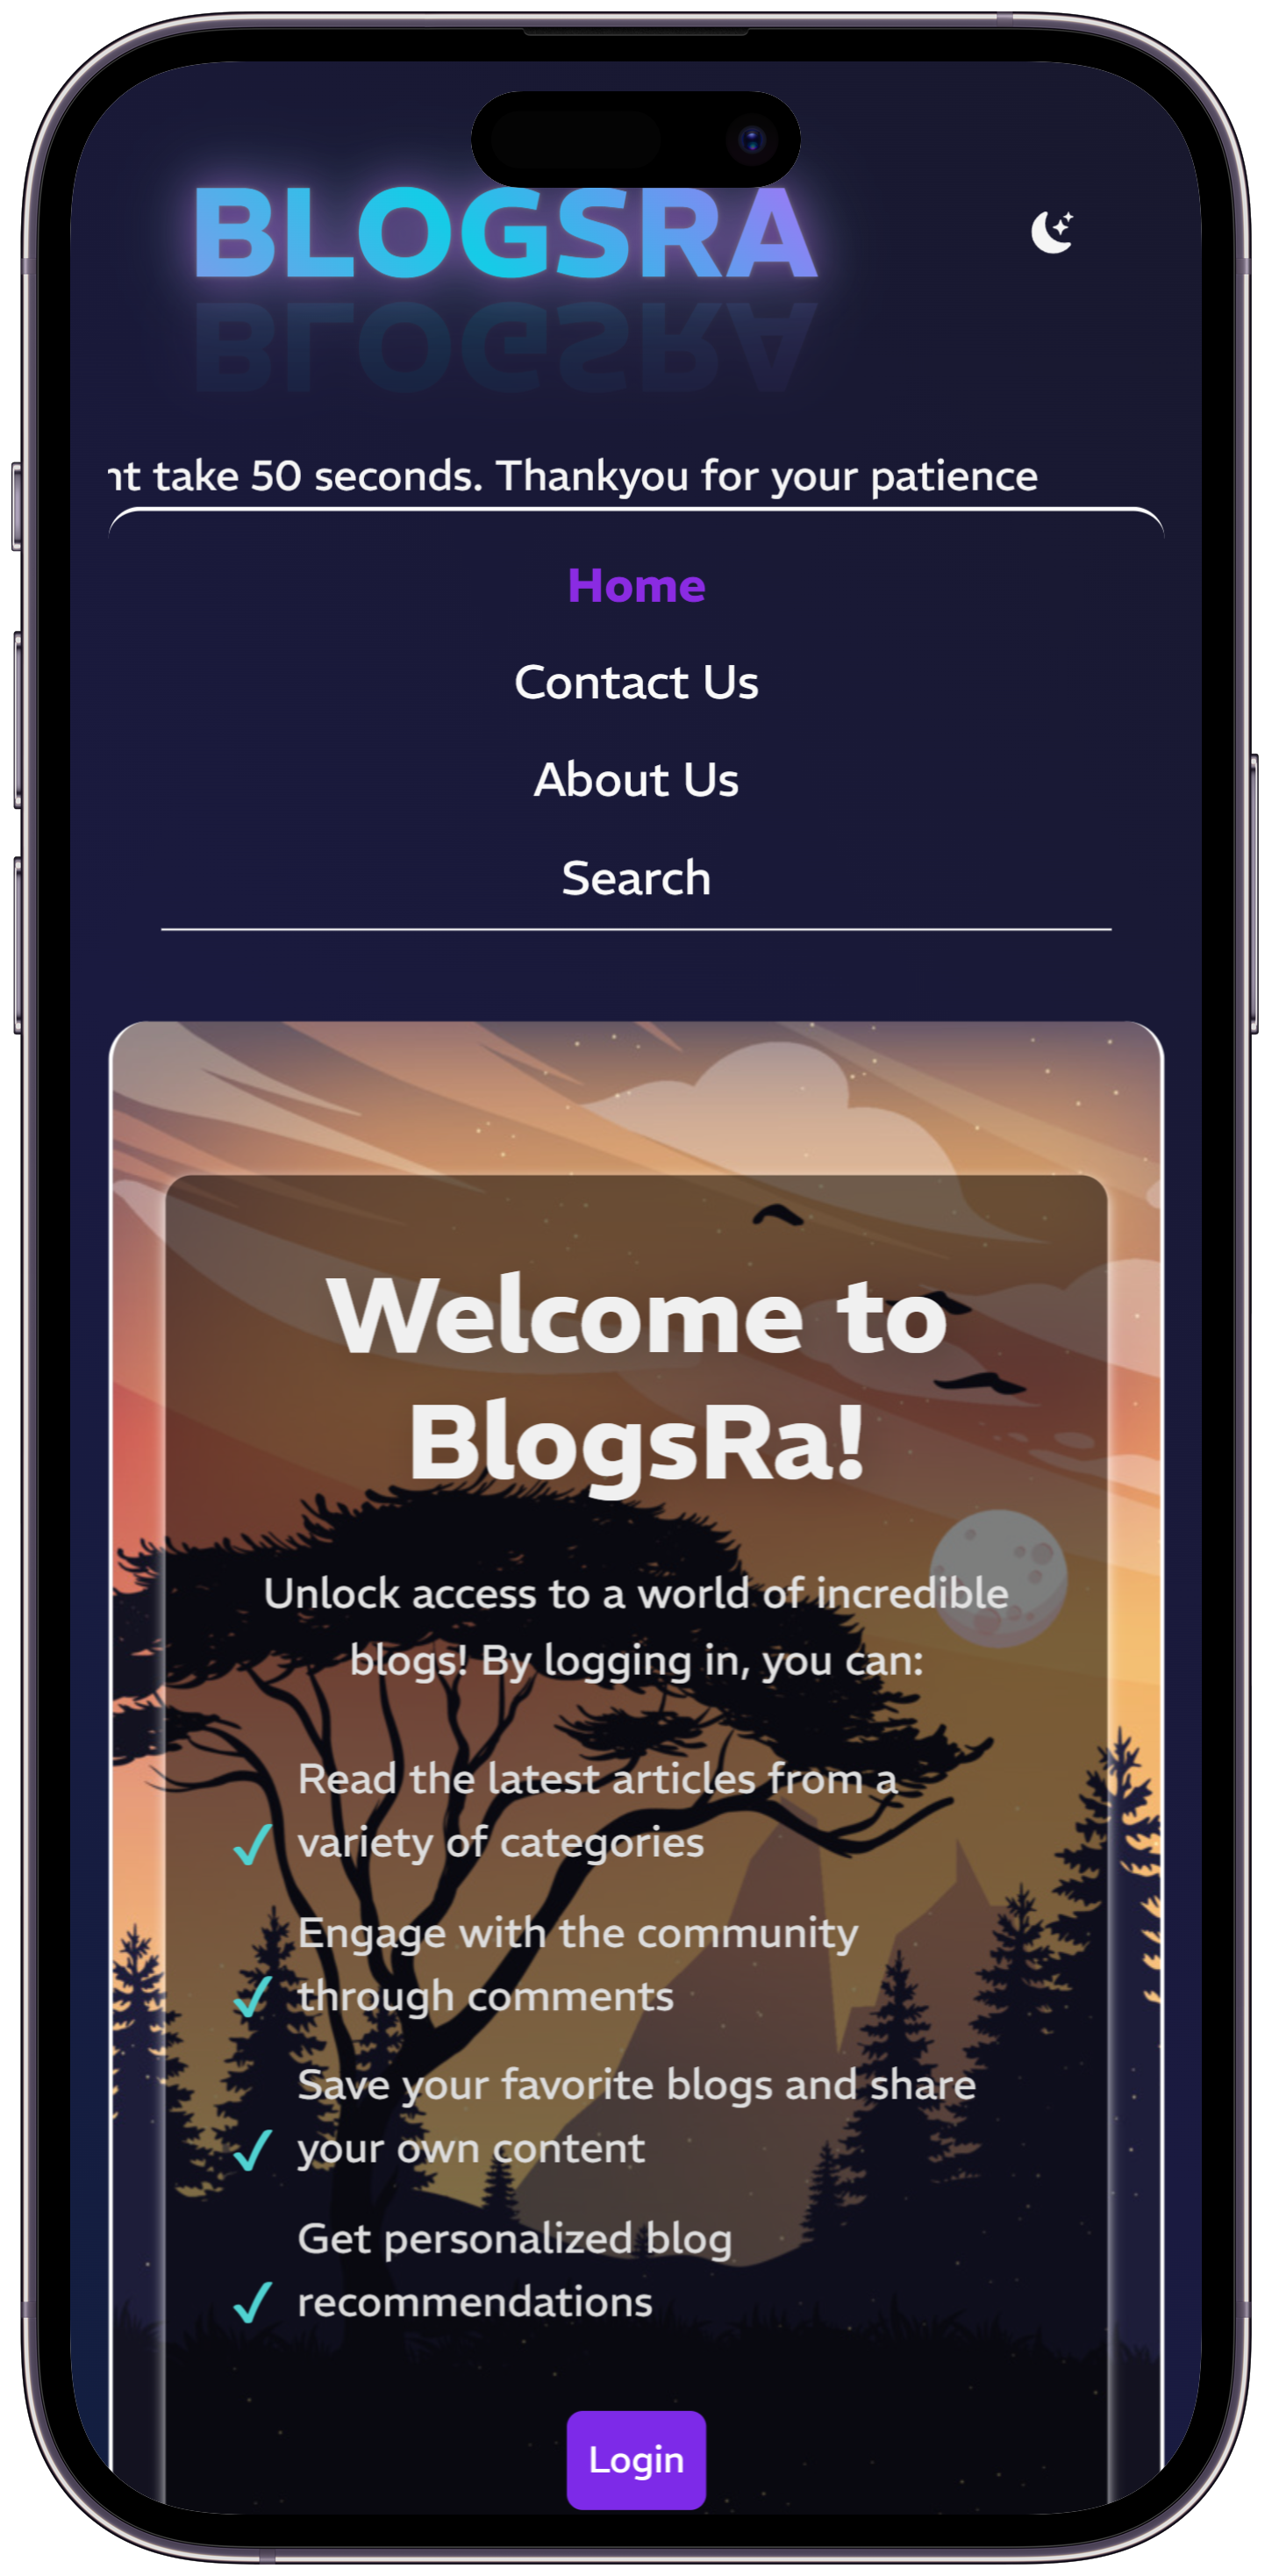 BLOGSRA
take 50 seconds. Thankyou for your patience
Home
Contact Us
About Us
Search
Welcome to
BlogsRa!
Unlock access to a world of incredible
blogs! By logging in, you can:
Read the latest articles from a
✓ variety of categories
Engage with the community
✓ through comments
Save your favorite blogs and share
✓ your own content
Get personalized blog
✓ recommendations
Login